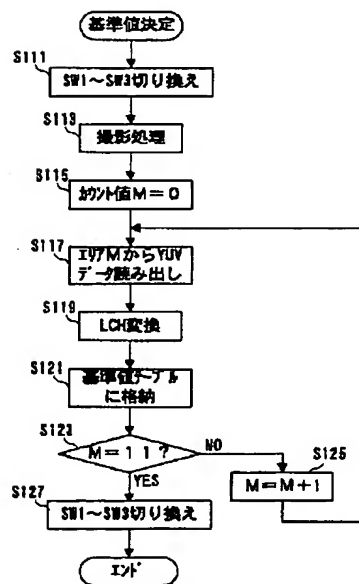 基準値決定
S111
SW1～SW3切り換え
S113
撮影処理
S115
ｶｳﾝﾄ値M=0
S117
ｴﾘｱMからYUV
ﾃﾞｰﾀ読み出し
S119
LCH変換
S121
基準値ﾃｰﾌﾞﾙ
に格納
S123
M=11?
NO
S125
M=M+1
YES
S127
SW1～SW3切り換え
ｴﾝﾄﾞ